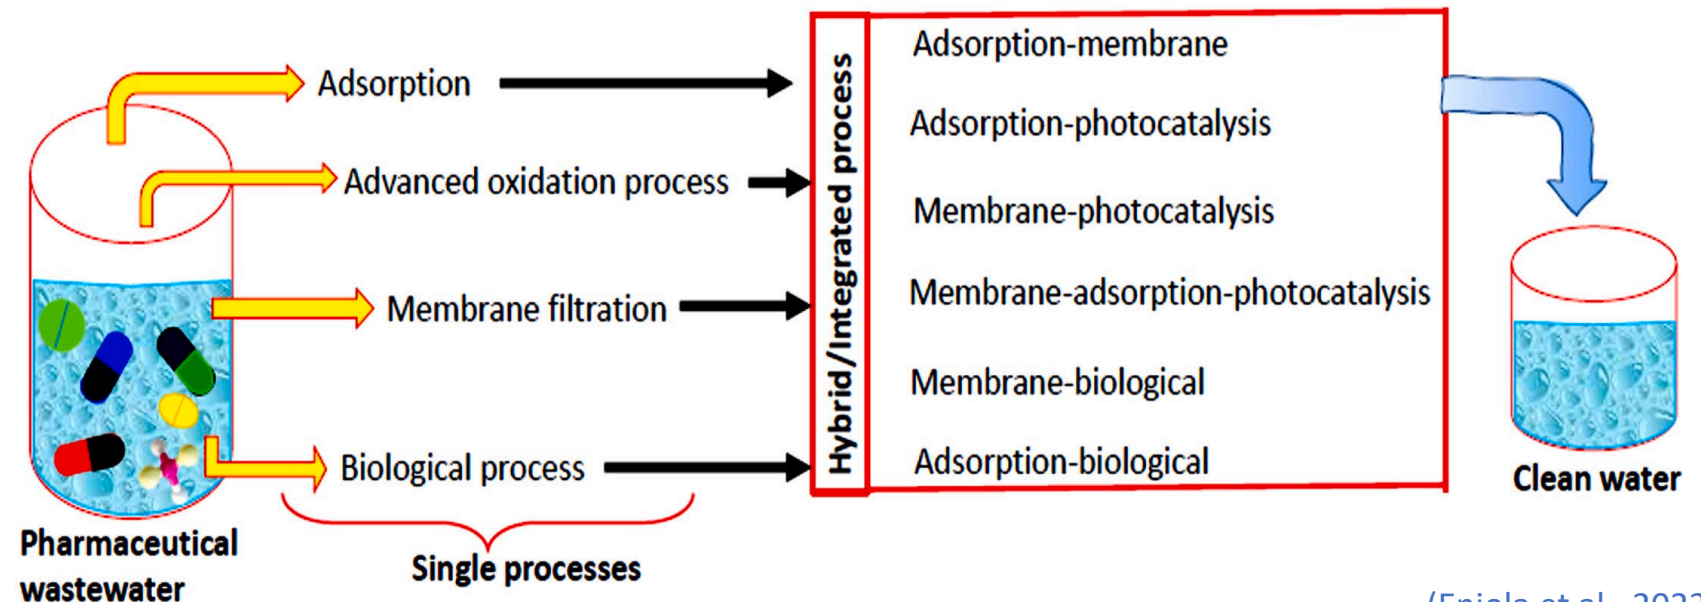 Adsorption
Advanced oxidation process
Membrane filtration
Biological process
Single processes
Pharmaceutical
wastewater
Hybrid/Integrated process
Adsorption-membrane
Adsorption-photocatalysis
Membrane-photocatalysis
Membrane-adsorption-photocatalysis
Membrane-biological
Adsorption-biological
Clean water